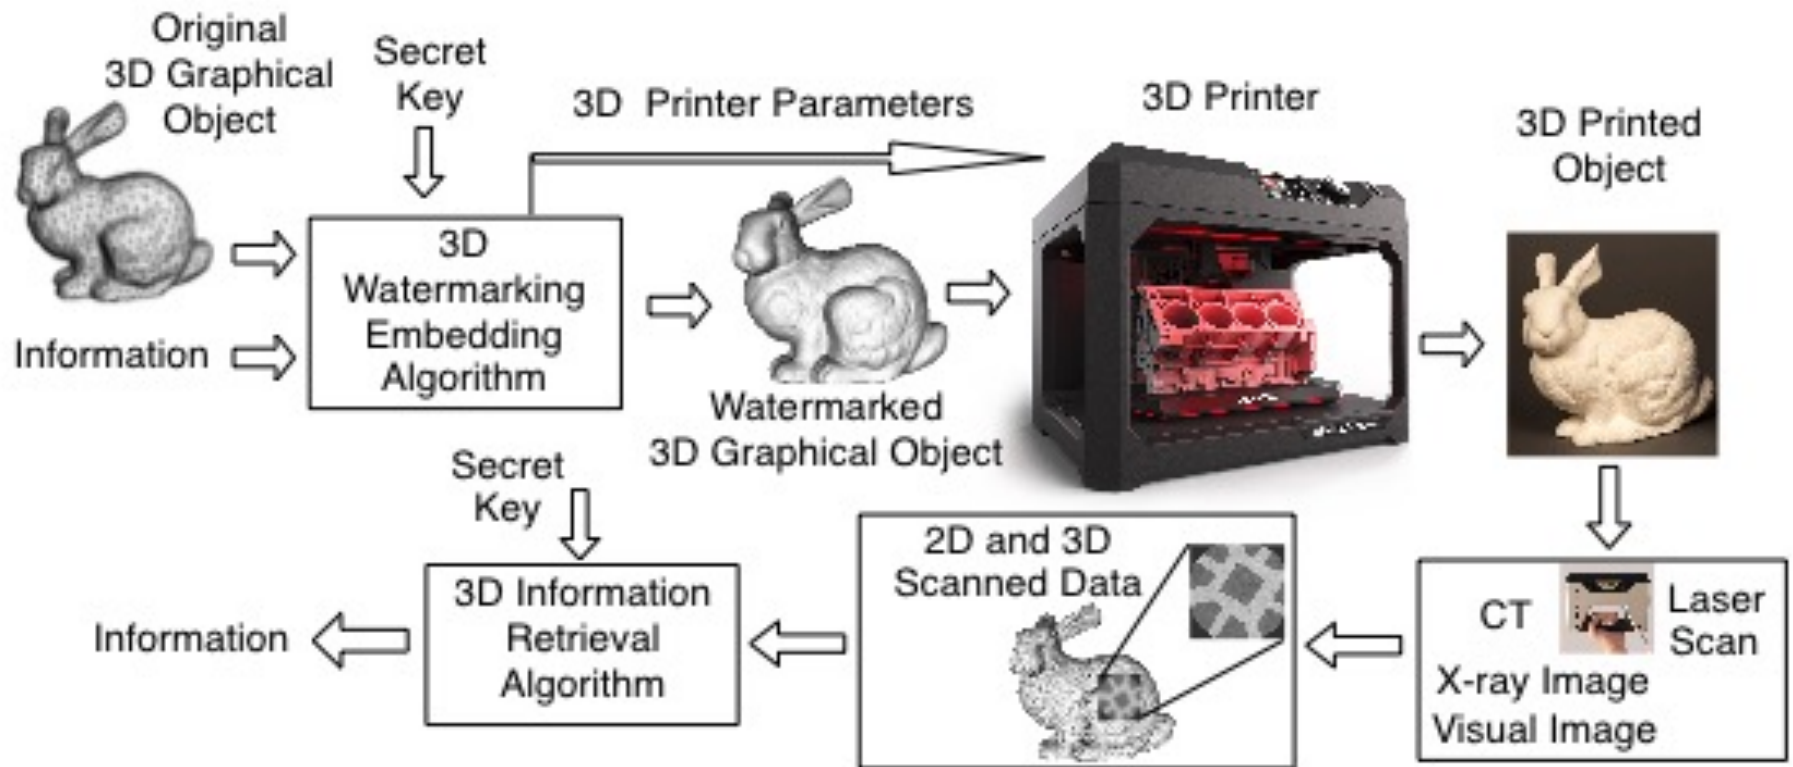 Original
3D Graphical
Object
Secret
Key
3D Printer Parameters
3D Printer
3D Printed
Object
3D
Watermarking
Embedding
Algorithm
Information
Watermarked
3D Graphical Object
Secret
Key
2D and 3D
Scanned Data
CT
Laser
Scan
X-ray Image
Visual Image
3D Information
Retrieval
Algorithm
Information